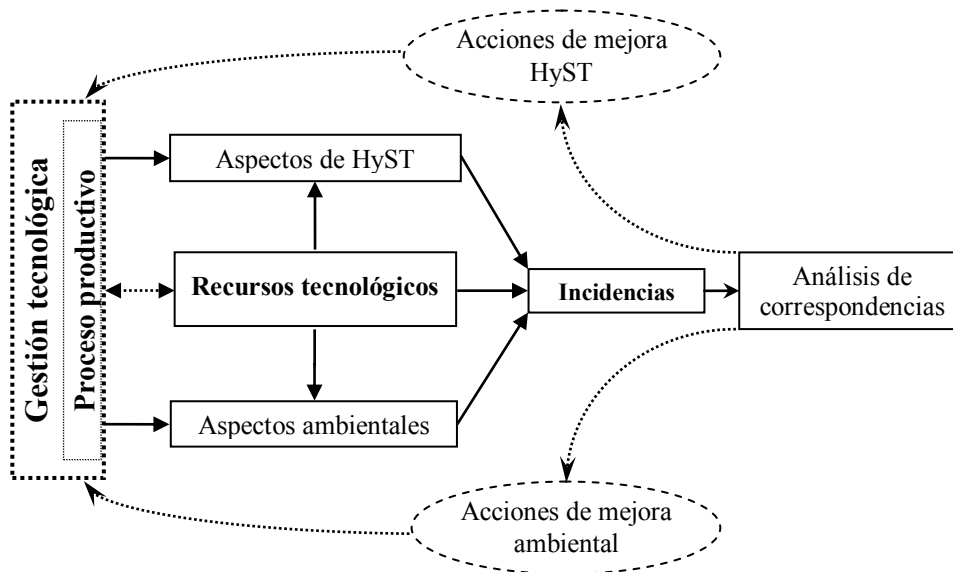 Acciones de mejora
HyST
Gestión tecnológica
Proceso productivo
Aspectos de HyST
Recursos tecnológicos
Incidencias
Análisis de
correspondencias
Aspectos ambientales
Acciones de mejora
ambiental